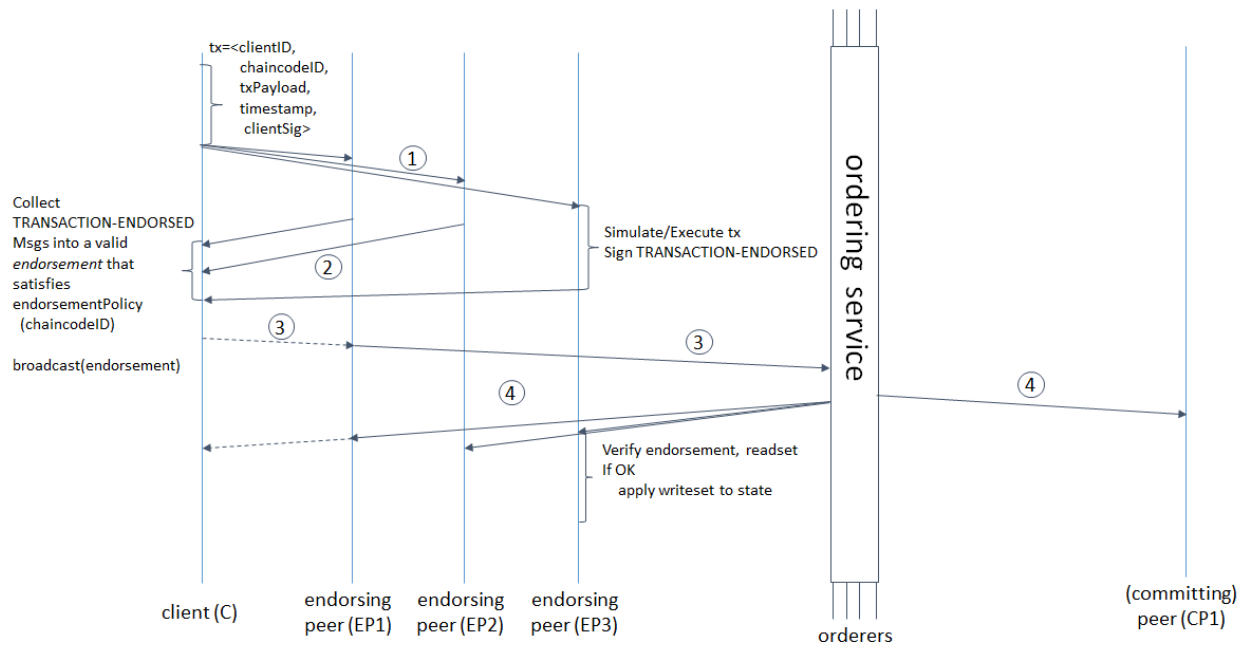 tx=<clientID,
chaincodeID,
txPayload,
timestamp,
clientSig>
1
Collect
TRANSACTION-ENDORSED
Msgs into a valid
endorsement that
satisfies
endorsementPolicy
(chaincodeID)
2
Simulate/Execute tx
Sign TRANSACTION-ENDORSED
ordering service
3
3
broadcast(endorsement)
4
4
Verify endorsement, readset
If OK
apply writeset to state
client (C)
endorsing
peer (EP1)
endorsing
peer (EP2)
endorsing
peer (EP3)
orderers
(committing)
peer (CP1)